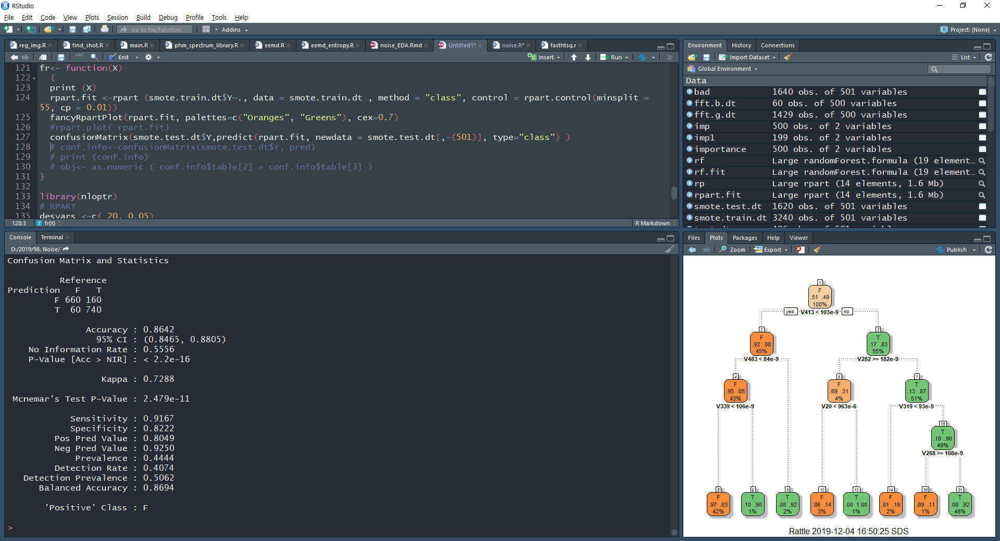 RStudio
File Edit Code View Plots Session Build Debug Profile Tools Help
Go to file/function Addins Project: (None)
reg_img.R find_shot.R main.R phm_spectrum_library.R eemd.R eemd_entropy.R noise_EDA.Rmd Untitled1* noise.R* fasthtsq.r
ABC Knit Insert Run
121 fr<- function(X)
122 {
123 print (X)
124 rpart.fit <-rpart (smote.train.dt$Y~., data = smote.train.dt , method = "class", control = rpart.control(minsplit =
55, cp = 0.01))
125 fancyRpartPlot(rpart.fit, palettes=c("Oranges", "Greens"), cex=0.7)
126 #rpart.plot( rpart.fit)
127 confusionMatrix(smote.test.dt$Y,predict(rpart.fit, newdata = smote.test.dt[,-(501)], type="class") )
128 # conf.info<-confusionMatrix(smote.test.dt$Y, pred)
129 # print (conf.info)
130 # obj<- as.numeric ( conf.info$table[2] + conf.info$table[3] )
131 }
132
133 library(nloptr)
134 # RPART
135 desvars <-c( 20, 0.05)
128:3 fr(X) R Markdown
Console Terminal
D:/2019/98. Noise/
Confusion Matrix and Statistics
Reference
Prediction F T
F 660 160
T 60 740
Accuracy : 0.8642
95% CI : (0.8465, 0.8805)
No Information Rate : 0.5556
P-Value [Acc > NIR] : < 2.2e-16
Kappa : 0.7288
Mcnemar's Test P-Value : 2.479e-11
Sensitivity : 0.9167
Specificity : 0.8222
Pos Pred Value : 0.8049
Neg Pred Value : 0.9250
Prevalence : 0.4444
Detection Rate : 0.4074
Detection Prevalence : 0.5062
Balanced Accuracy : 0.8694
'Positive' Class : F
>
Environment History Connections
Import Dataset List
Global Environment
Data
bad 1640 obs. of 501 variables
fft.b.dt 60 obs. of 500 variables
fft.g.dt 1429 obs. of 500 variables
imp 500 obs. of 2 variables
imp1 199 obs. of 2 variables
importance 500 obs. of 2 variables
rf Large randomForest.formula (19 element…
rf.fit Large randomForest.formula (19 element…
rp Large rpart (14 elements, 1.6 Mb)
rpart.fit Large rpart (14 elements, 1.6 Mb)
smote.test.dt 1620 obs. of 501 variables
smote.train.dt 3240 obs. of 501 variables
Files Plots Packages Help Viewer
Zoom Export Publish
1
F
.51 .49
100%
yes V413 < 103e-9 no
2 3
F T
.92 .08 .17 .83
45% 55%
V483 < 84e-9 V282 >= 182e-9
4 6 7
F F T
.95 .05 .69 .31 .13 .87
43% 4% 51%
V339 < 106e-9 V20 < 963e-6 V319 < 93e-9
15
T
.10 .90
49%
V268 >= 168e-9
8 9 5 12 13 14 30 31
F T T F T F F T
.97 .03 .10 .90 .08 .92 .86 .14 .00 1.00 .81 .19 .89 .11 .08 .92
42% 1% 2% 3% 1% 2% 1% 48%
Rattle 2019-12-04 16:50:25 SDS